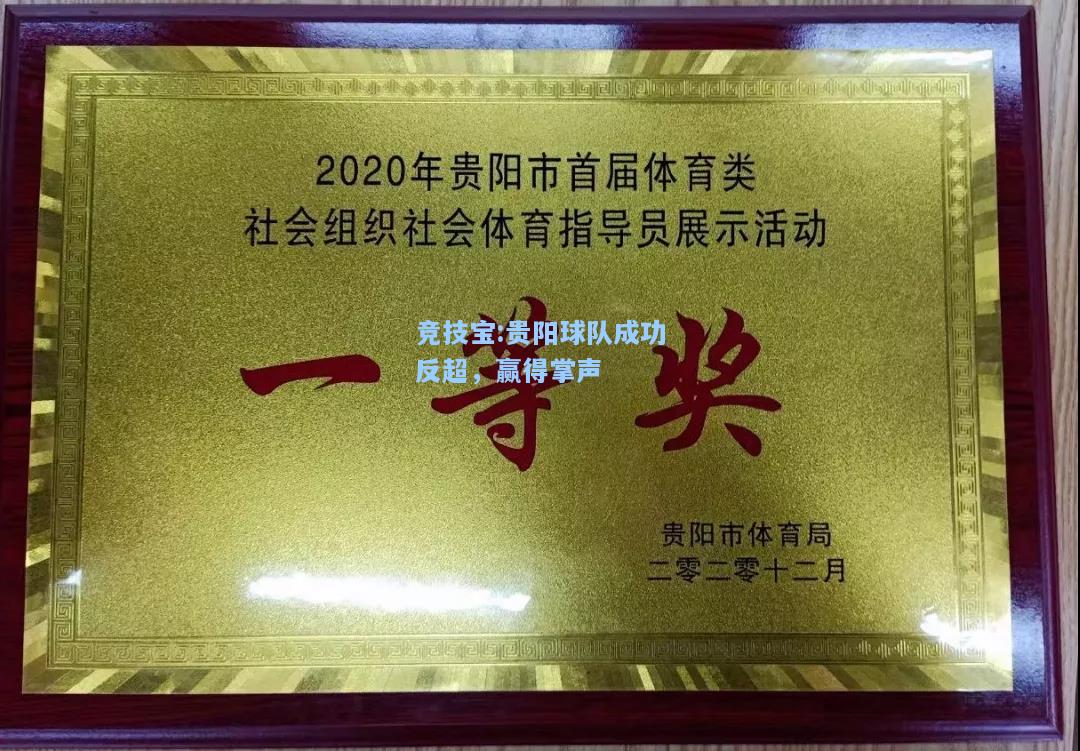 2020年贵阳市首届体育类
社会组织社会体育指导员展示活动
竞技宝:贵阳球队成功
反超，赢得掌声
一等奖
贵阳市体育局
二零二零十二月